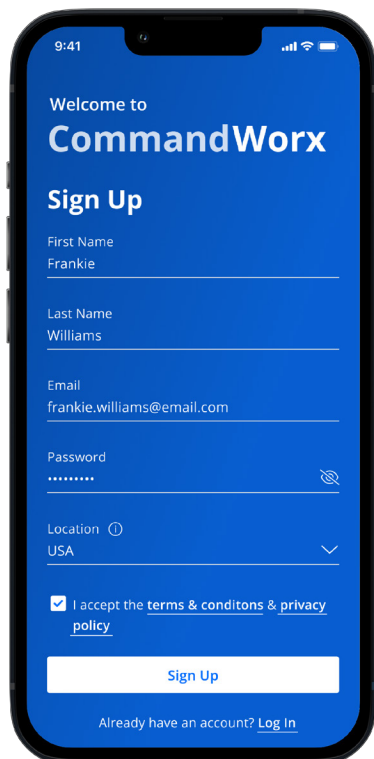 9:41
Welcome to
CommandWorx
Sign Up
First Name
Frankie
Last Name
Williams
Email
frankie.williams@email.com
Password
•••••••••
Location ⓘ
USA
I accept the terms & conditons & privacy
policy
Sign Up
Already have an account? Log In